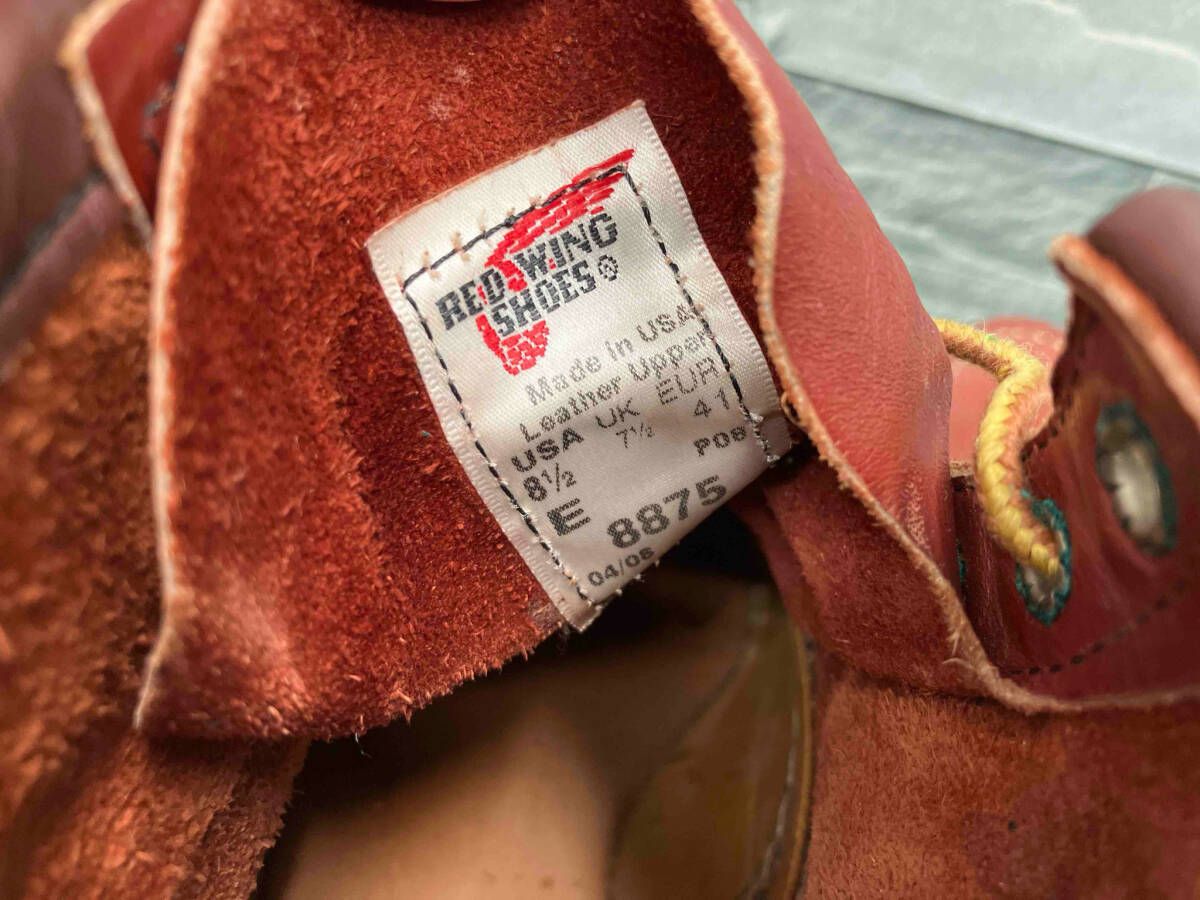 RED WING
SHOES®
Made in USA
Leather Upper
USA UK EUR
8½ 7½ 41
E P08
8875
04/08